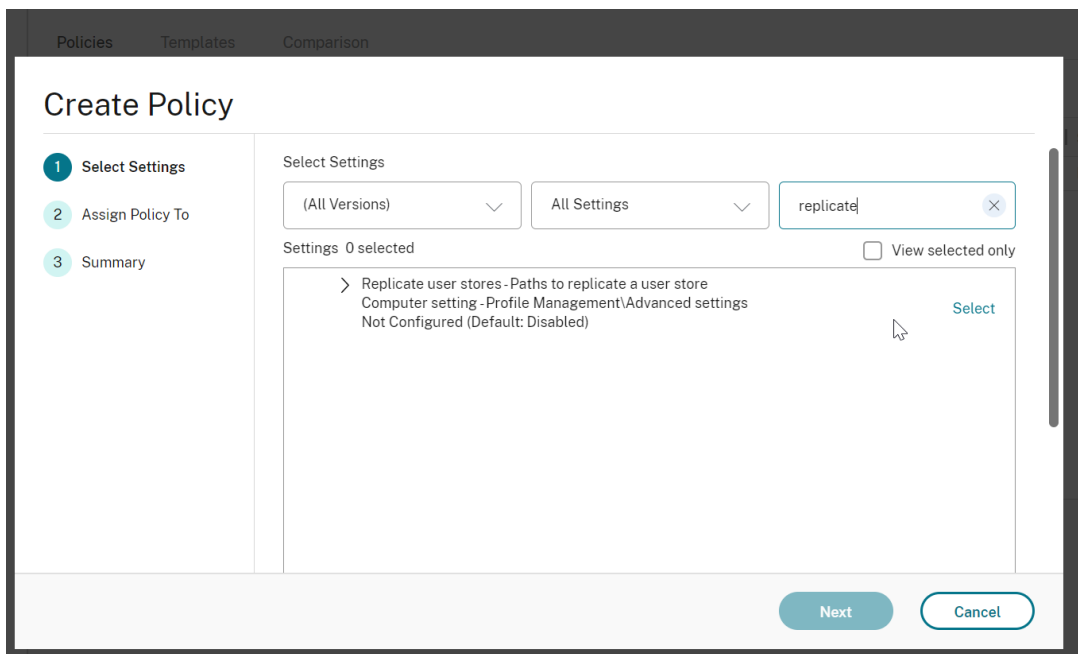 Policies Templates Comparison
Create Policy
1 Select Settings
2 Assign Policy To
3 Summary
Select Settings
(All Versions) All Settings replicate
Settings 0 selected
View selected only
Replicate user stores - Paths to replicate a user store
Computer setting - Profile Management\Advanced settings
Not Configured (Default: Disabled)
Select
Next Cancel